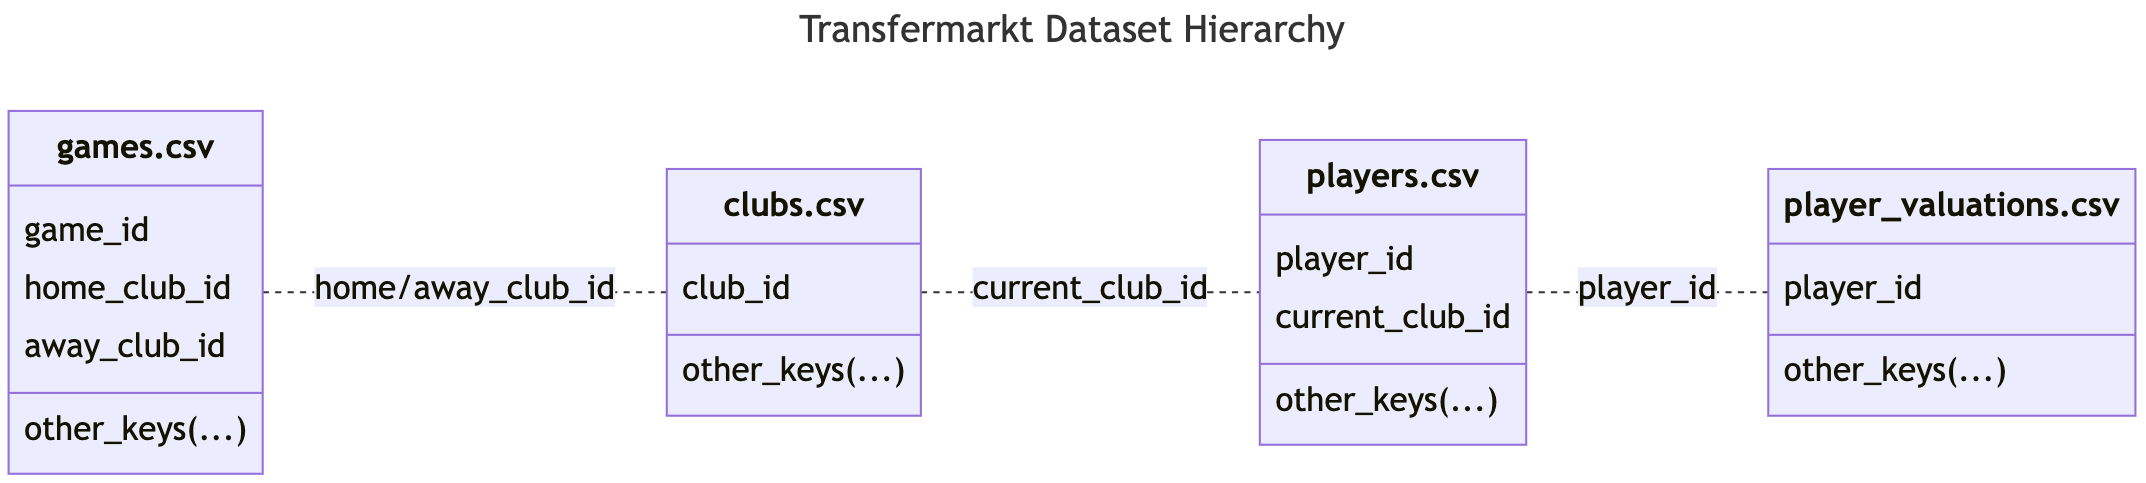 Transfermarkt Dataset Hierarchy
games.csv
game_id
home_club_id
away_club_id
other_keys(...)
home/away_club_id
clubs.csv
club_id
other_keys(...)
current_club_id
players.csv
player_id
current_club_id
other_keys(...)
player_id
player_valuations.csv
player_id
other_keys(...)